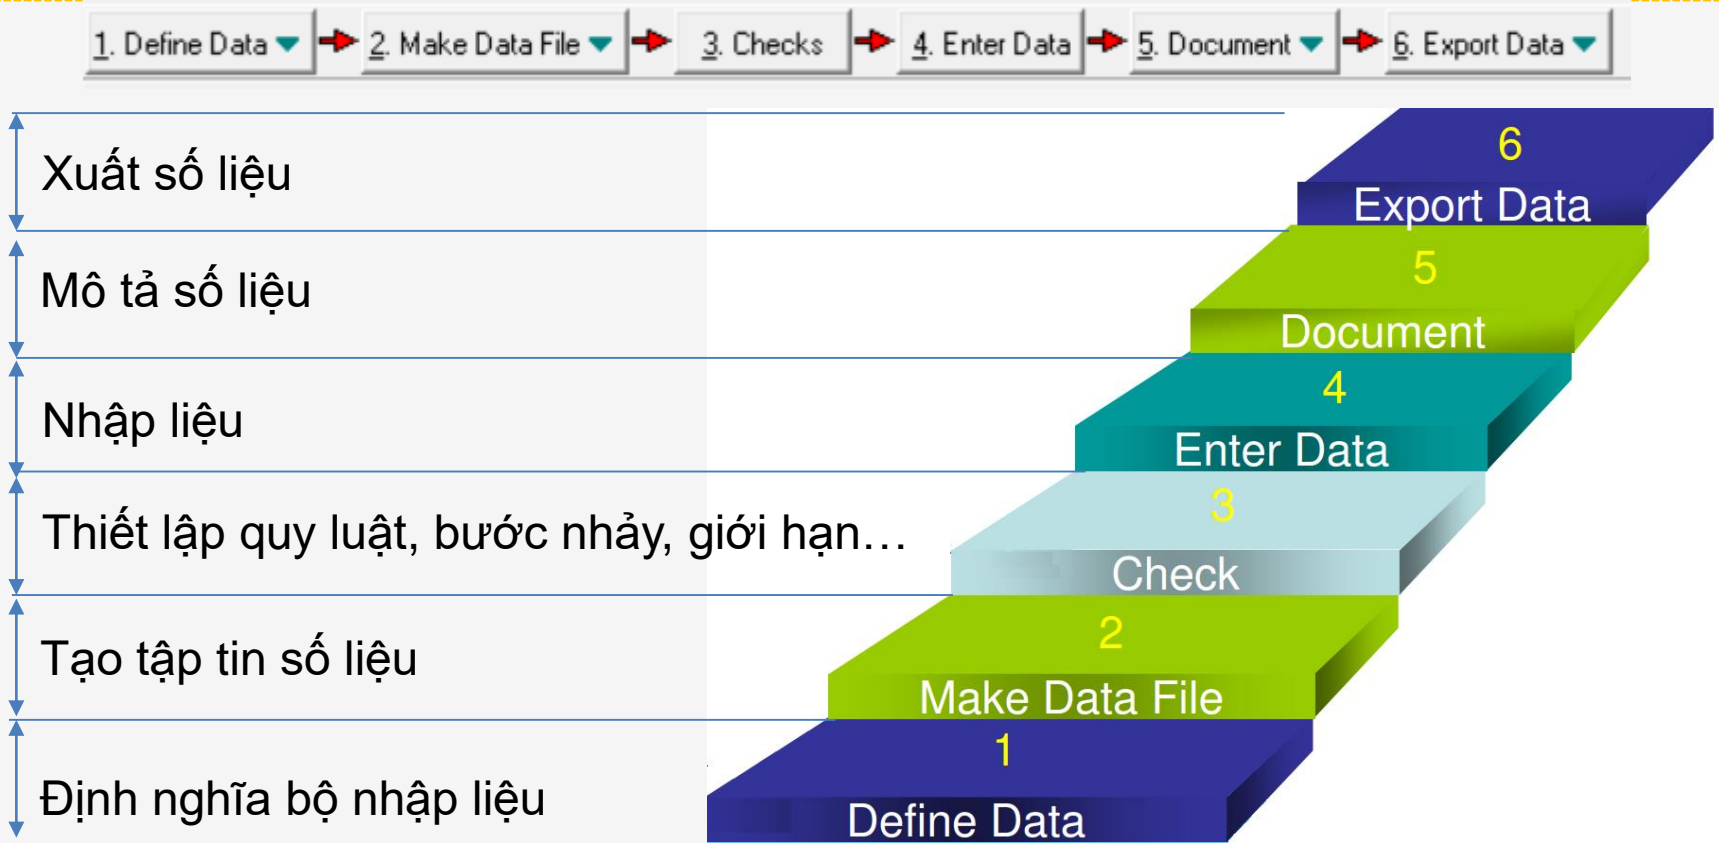 1. Define Data
2. Make Data File
3. Checks
4. Enter Data
5. Document
6. Export Data
Xuất số liệu
6
Export Data
Mô tả số liệu
5
Document
Nhập liệu
4
Enter Data
Thiết lập quy luật, bước nhảy, giới hạn…
3
Check
Tạo tập tin số liệu
2
Make Data File
Định nghĩa bộ nhập liệu
1
Define Data